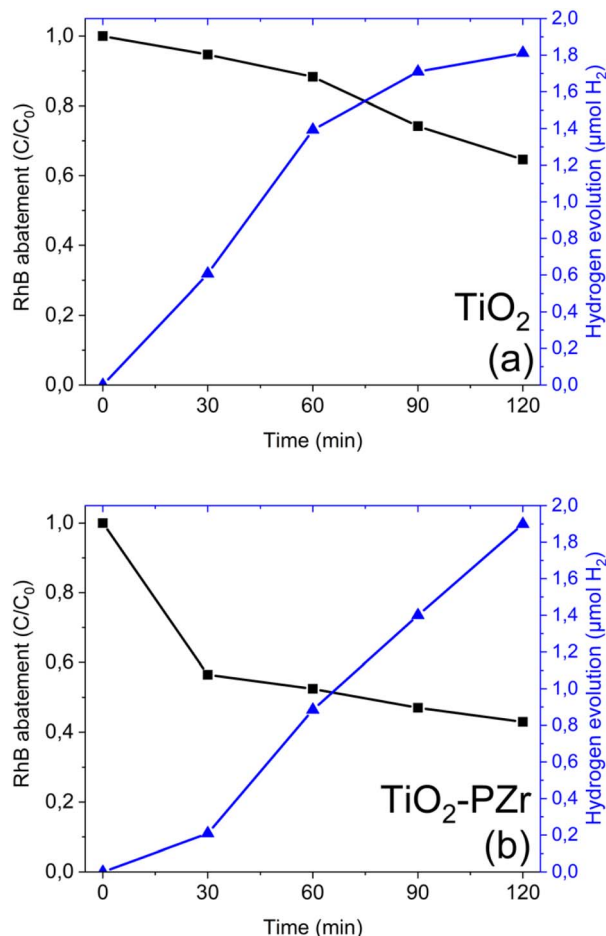 RhB abatement (C/C₀)
1,0
0,8
0,6
0,4
0,2
0,0
2,0
1,8
1,6
1,4
1,2
1,0
0,8
0,6
0,4
0,2
0,0
Hydrogen evolution (µmol H₂)
TiO₂
(a)
0 30 60 90 120
Time (min)
RhB abatement (C/C₀)
1,0
0,8
0,6
0,4
0,2
0,0
2,0
1,8
1,6
1,4
1,2
1,0
0,8
0,6
0,4
0,2
0,0
Hydrogen evolution (µmol H₂)
TiO₂-PZr
(b)
0 30 60 90 120
Time (min)